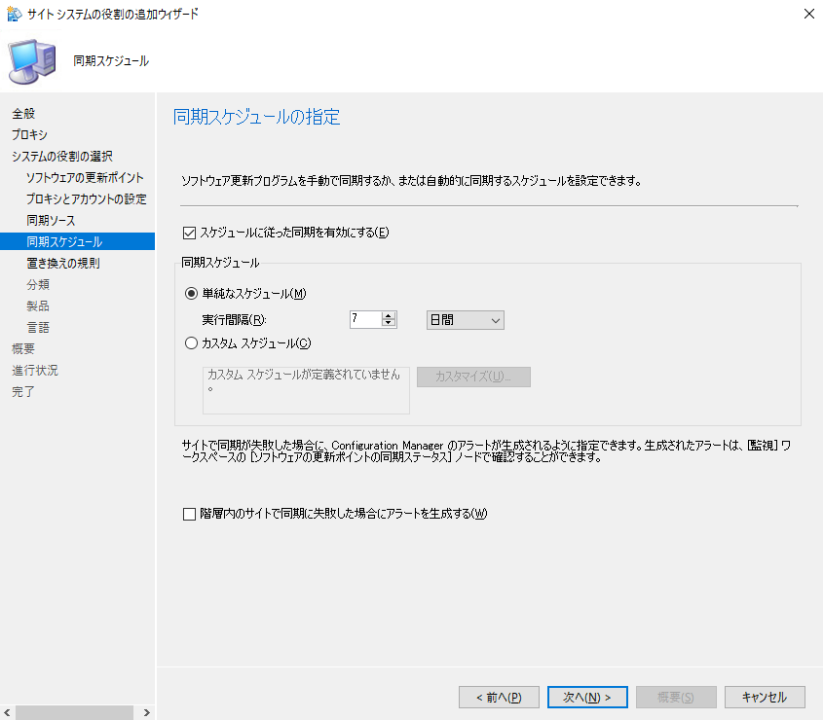 サイト システムの役割の追加ウィザード
同期スケジュール
全般
プロキシ
システムの役割の選択
ソフトウェアの更新ポイント
プロキシとアカウントの設定
同期ソース
同期スケジュール
置き換えの規則
分類
製品
言語
概要
進行状況
完了
同期スケジュールの指定
ソフトウェア更新プログラムを手動で同期するか、または自動的に同期するスケジュールを設定できます。
スケジュールに従った同期を有効にする(E)
同期スケジュール
単純なスケジュール(M)
実行間隔(R): 7 日間
カスタム スケジュール(C)
カスタム スケジュールが定義されていません
。
カスタマイズ(U)...
サイトで同期が失敗した場合に、Configuration Manager のアラートが生成されるように指定できます。生成されたアラートは、[監視] ワ
ークスペースの [ソフトウェアの更新ポイントの同期ステータス] ノードで確認することができます。
階層内のサイトで同期に失敗した場合にアラートを生成する(W)
< 前へ(P) 次へ(N) > 概要(S) キャンセル